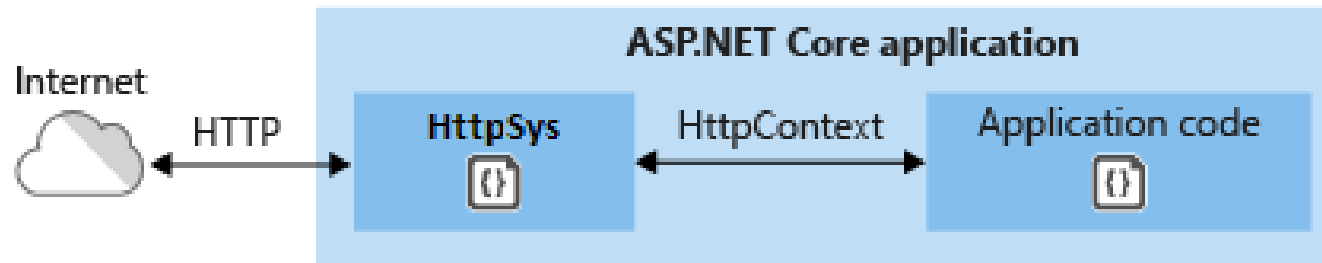 ASP.NET Core application
Internet
HTTP
HttpSys
{}
HttpContext
Application code
{}